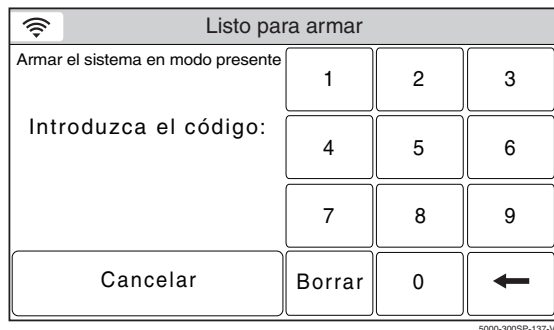 Listo para armar
Armar el sistema en modo presente
1 2 3
Introduzca el código:
4 5 6
7 8 9
Cancelar Borrar 0